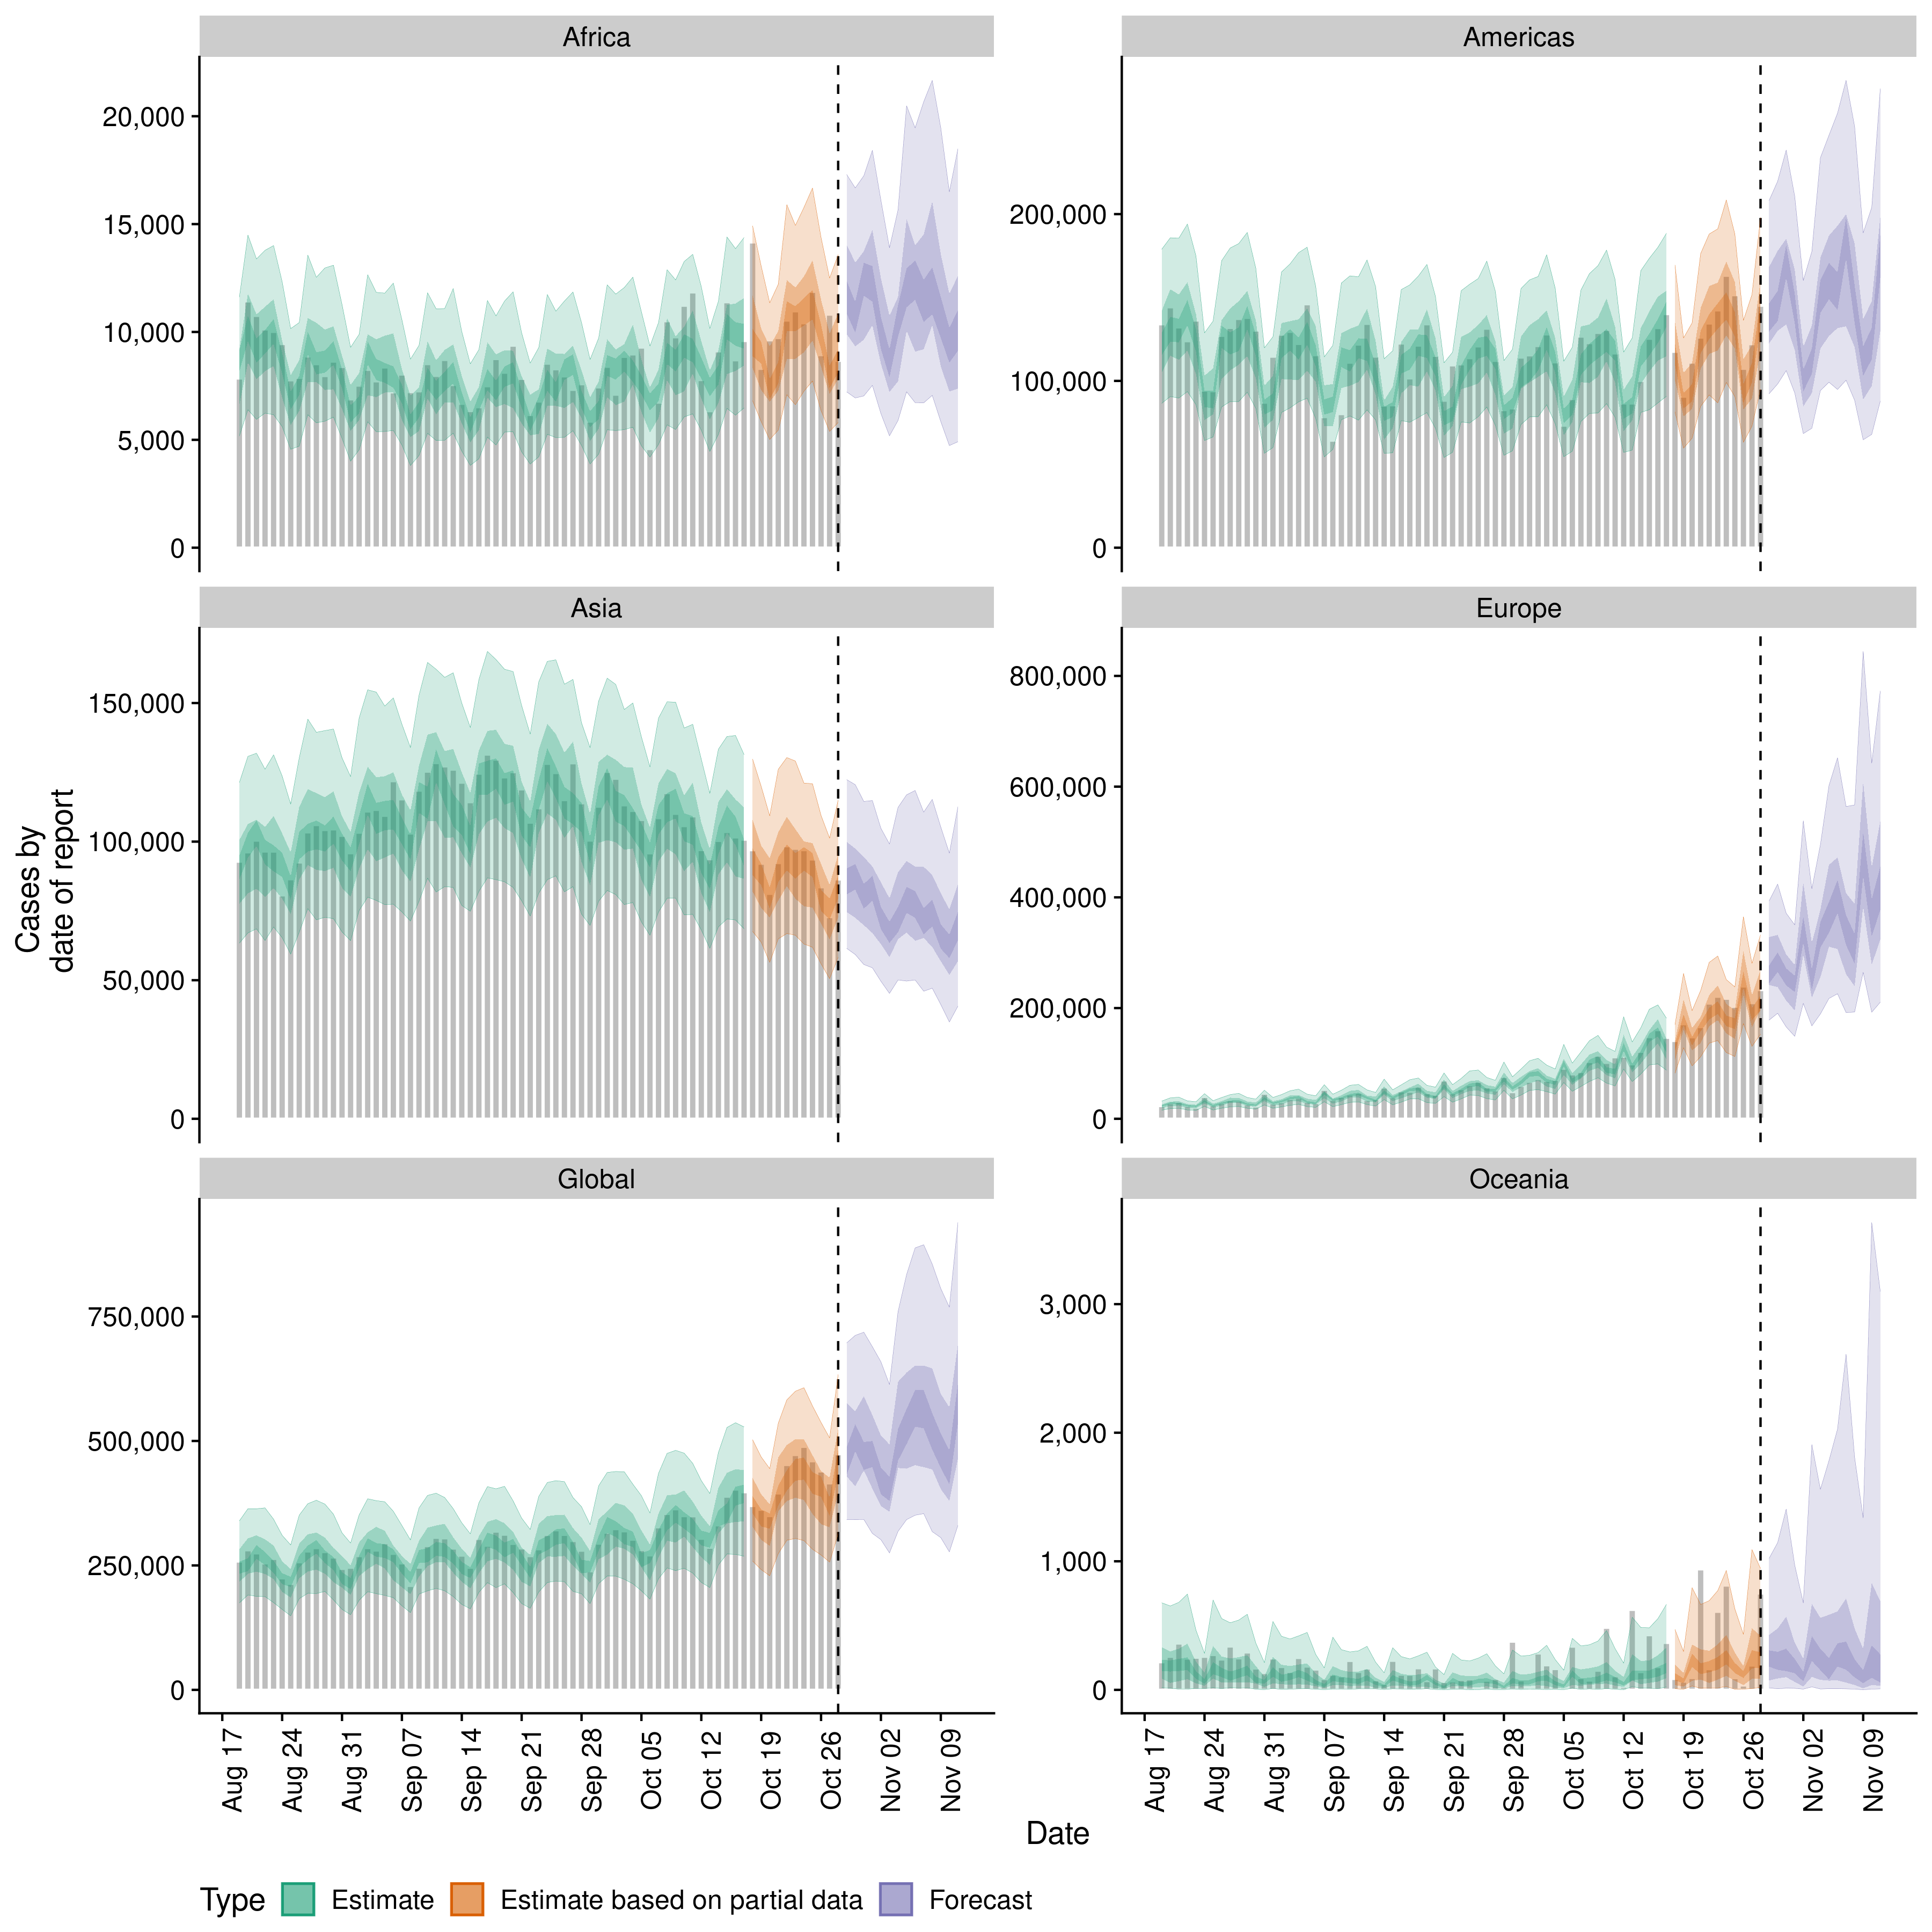 Africa
Americas
20,000
15,000
10,000
5,000
0
200,000
100,000
0
Asia
Europe
150,000
100,000
50,000
0
800,000
600,000
400,000
200,000
0
Cases by
date of report
Global
Oceania
750,000
500,000
250,000
0
3,000
2,000
1,000
0
Aug 17
Aug 24
Aug 31
Sep 07
Sep 14
Sep 21
Sep 28
Oct 05
Oct 12
Oct 19
Oct 26
Nov 02
Nov 09
Aug 17
Aug 24
Aug 31
Sep 07
Sep 14
Sep 21
Sep 28
Oct 05
Oct 12
Oct 19
Oct 26
Nov 02
Nov 09
Date
Type Estimate Estimate based on partial data Forecast